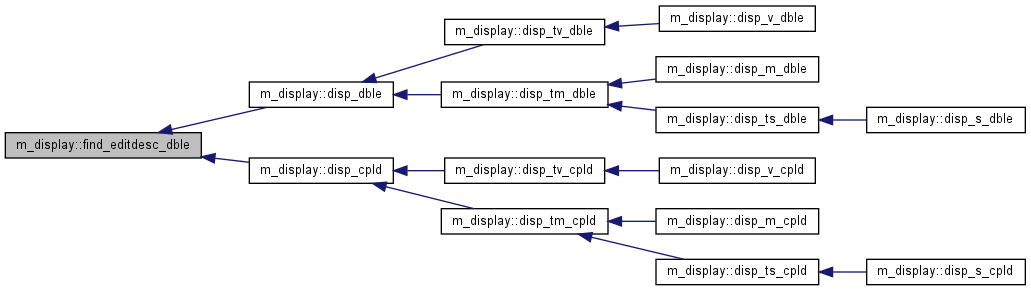 m_display::disp_tv_dble
m_display::disp_v_dble
m_display::disp_m_dble
m_display::disp_dble
m_display::disp_tm_dble
m_display::disp_ts_dble
m_display::disp_s_dble
m_display::find_editdesc_dble
m_display::disp_cpld
m_display::disp_tv_cpld
m_display::disp_v_cpld
m_display::disp_tm_cpld
m_display::disp_m_cpld
m_display::disp_ts_cpld
m_display::disp_s_cpld